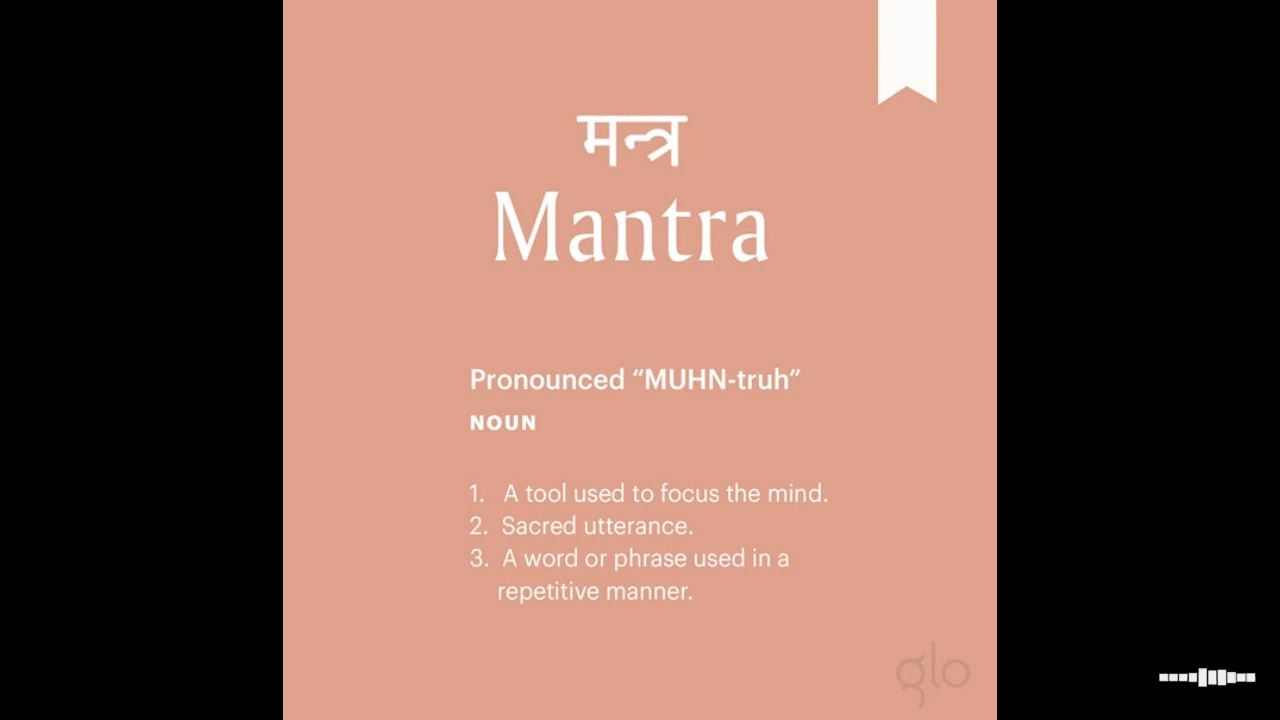 मन्त्र
Mantra
Pronounced “MUHN-truh”
NOUN
1. A tool used to focus the mind.
2. Sacred utterance.
3. A word or phrase used in a
repetitive manner.
glo